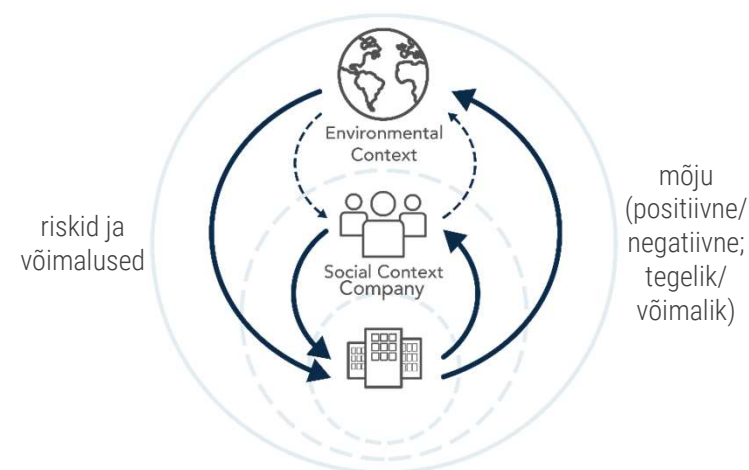 Environmental
Context
riskid ja
võimalused
Social Context
Company
mõju
(positiivne/
negatiivne;
tegelik/
võimalik)